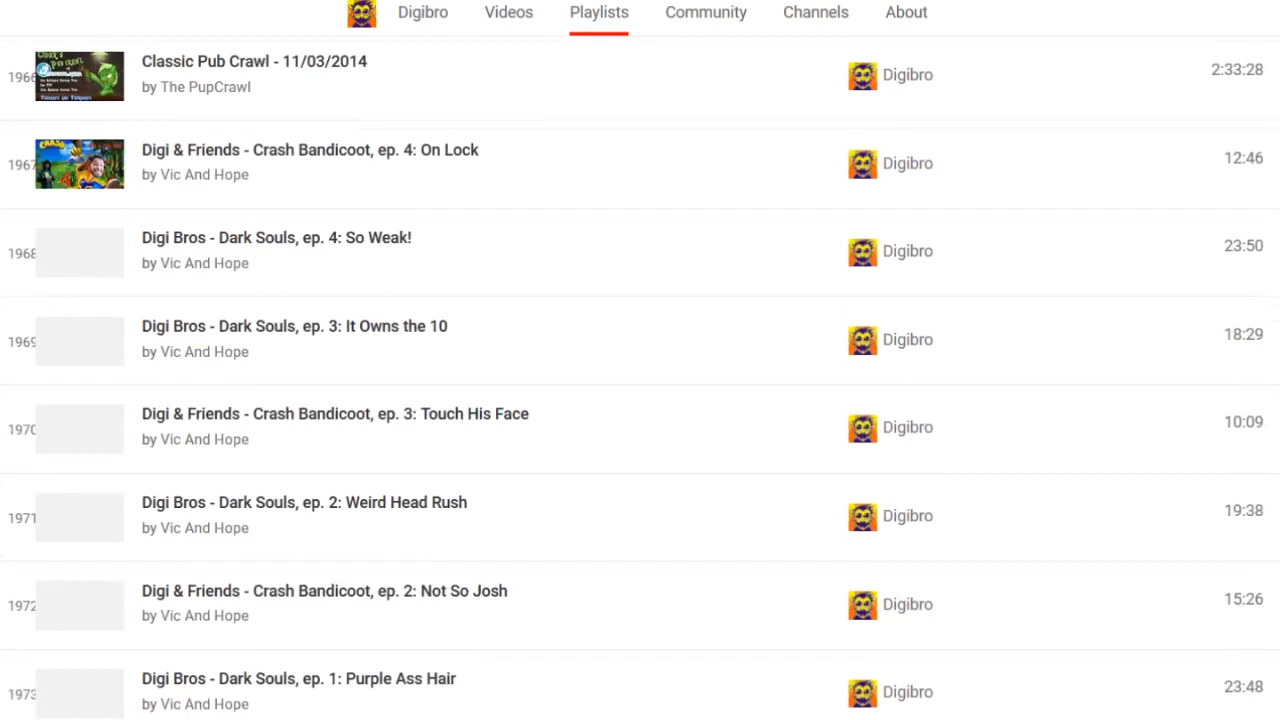 Digibro Videos Playlists Community Channels About
1966
Classic Pub Crawl - 11/03/2014
by The PupCrawl
Digibro
2:33:28
1967
CRASH
Digi & Friends - Crash Bandicoot, ep. 4: On Lock
by Vic And Hope
Digibro
12:46
1968
Digi Bros - Dark Souls, ep. 4: So Weak!
by Vic And Hope
Digibro
23:50
1969
Digi Bros - Dark Souls, ep. 3: It Owns the 10
by Vic And Hope
Digibro
18:29
1970
Digi & Friends - Crash Bandicoot, ep. 3: Touch His Face
by Vic And Hope
Digibro
10:09
1971
Digi Bros - Dark Souls, ep. 2: Weird Head Rush
by Vic And Hope
Digibro
19:38
1972
Digi & Friends - Crash Bandicoot, ep. 2: Not So Josh
by Vic And Hope
Digibro
15:26
1973
Digi Bros - Dark Souls, ep. 1: Purple Ass Hair
by Vic And Hope
Digibro
23:48